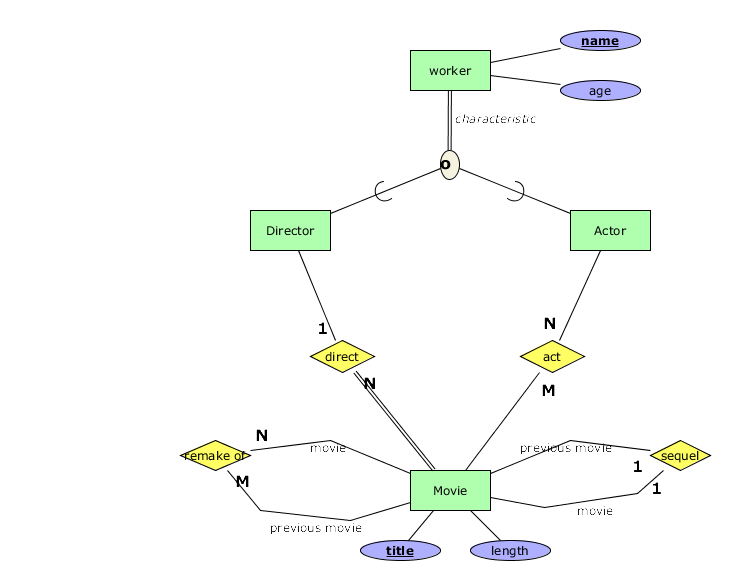 name
worker
age
characteristic
o
Director
Actor
1
N
direct
act
N
M
N
movie
previous movie
remake of
sequel
1
M
1
Movie
movie
previous movie
title
length